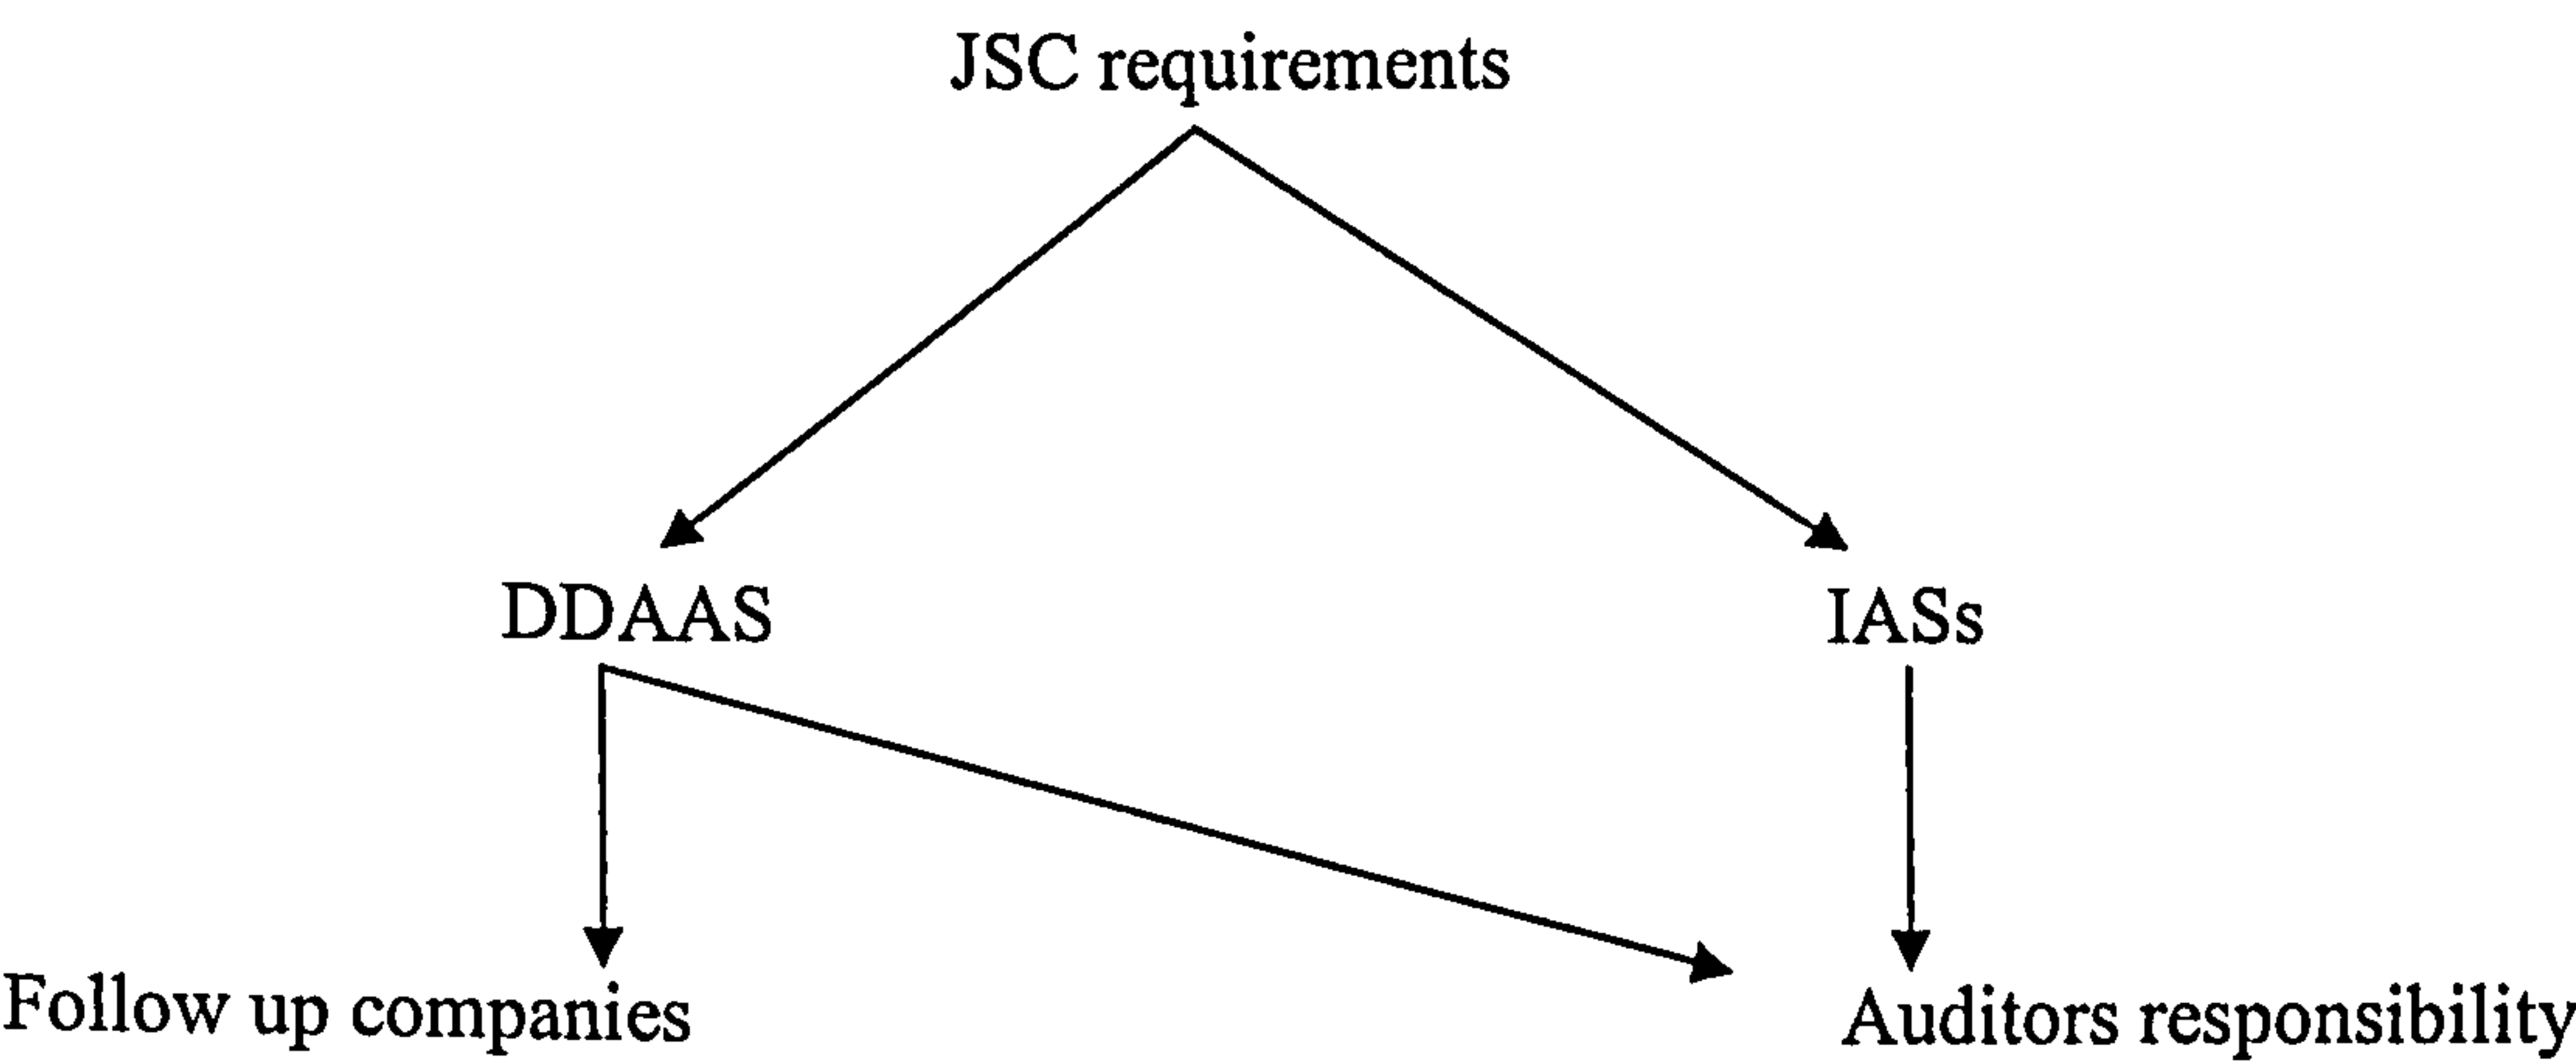 JSC requirements
DDAAS
IASs
Follow up companies
Auditors responsibility